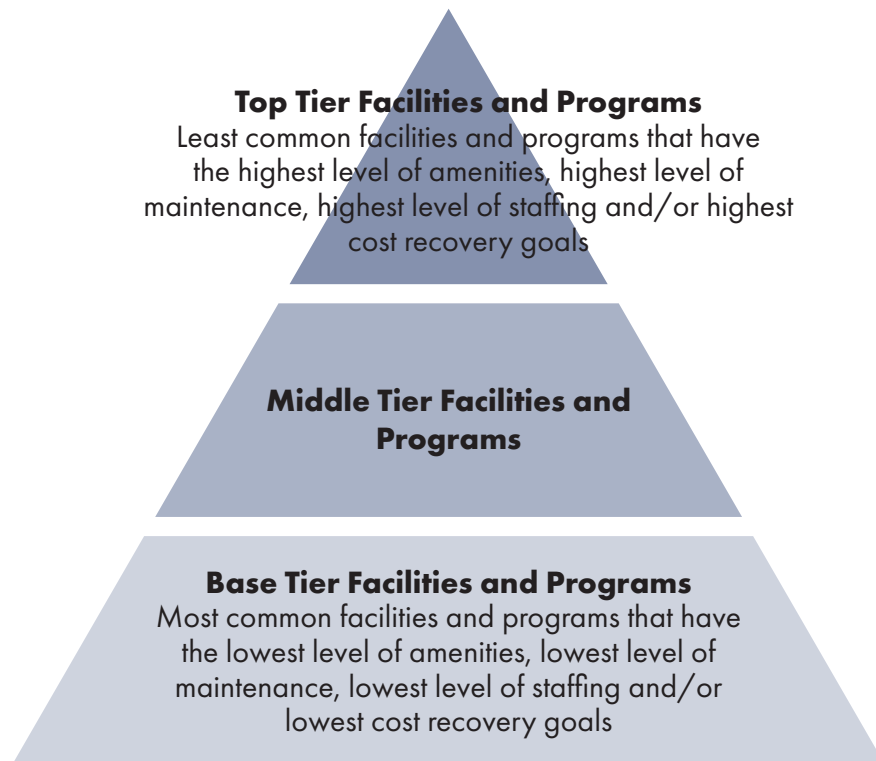 Top Tier Facilities and Programs
Least common facilities and programs that have
the highest level of amenities, highest level of
maintenance, highest level of staffing and/or highest
cost recovery goals
Middle Tier Facilities and
Programs
Base Tier Facilities and Programs
Most common facilities and programs that have
the lowest level of amenities, lowest level of
maintenance, lowest level of staffing and/or
lowest cost recovery goals